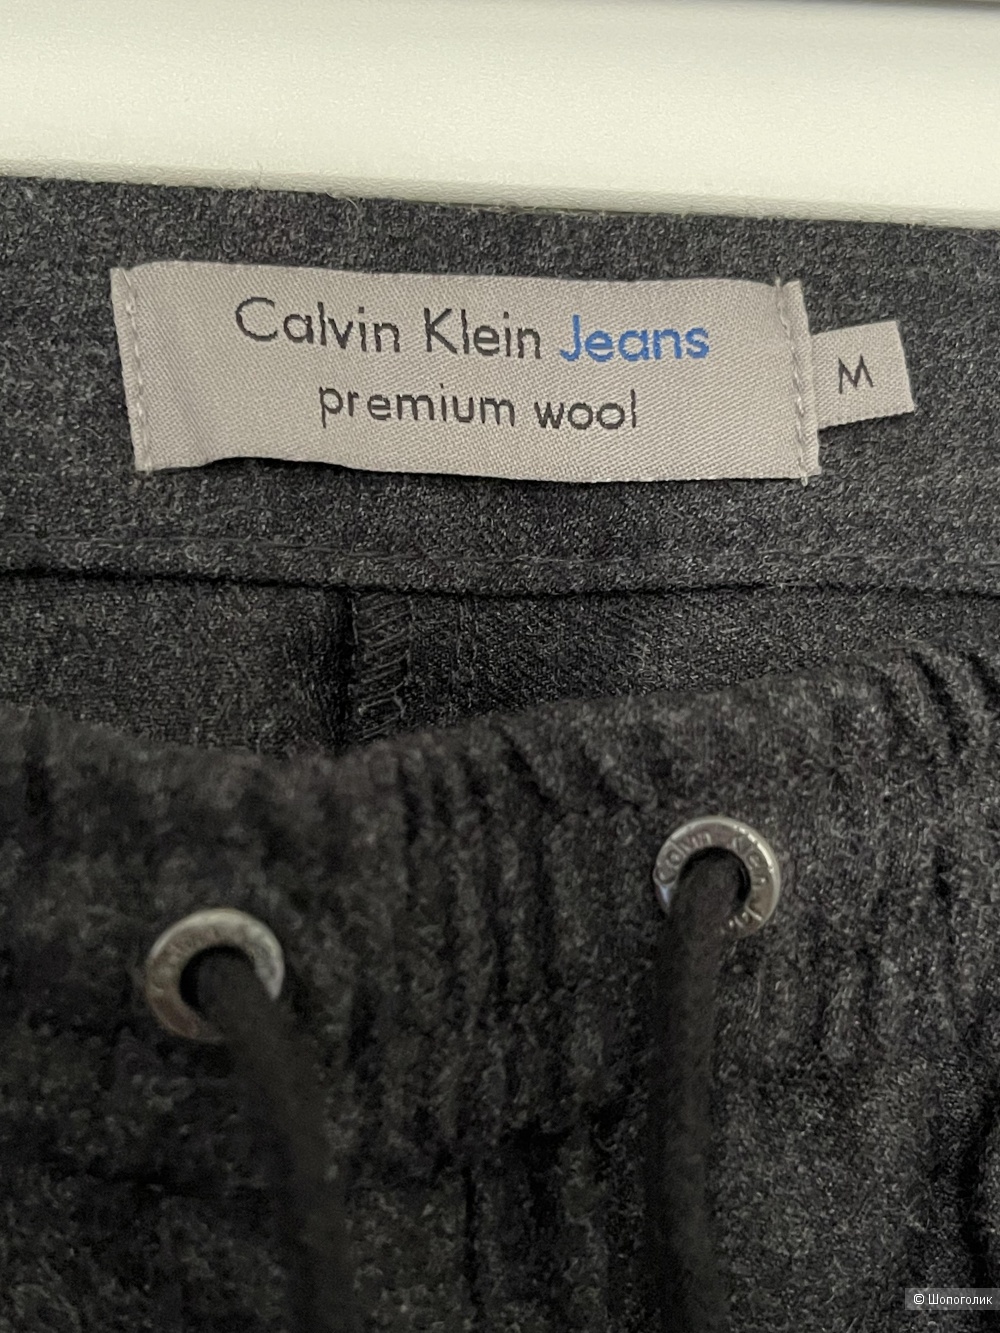 Calvin Klein Jeans
premium wool
M
Calvin Klein
© Шопоголик